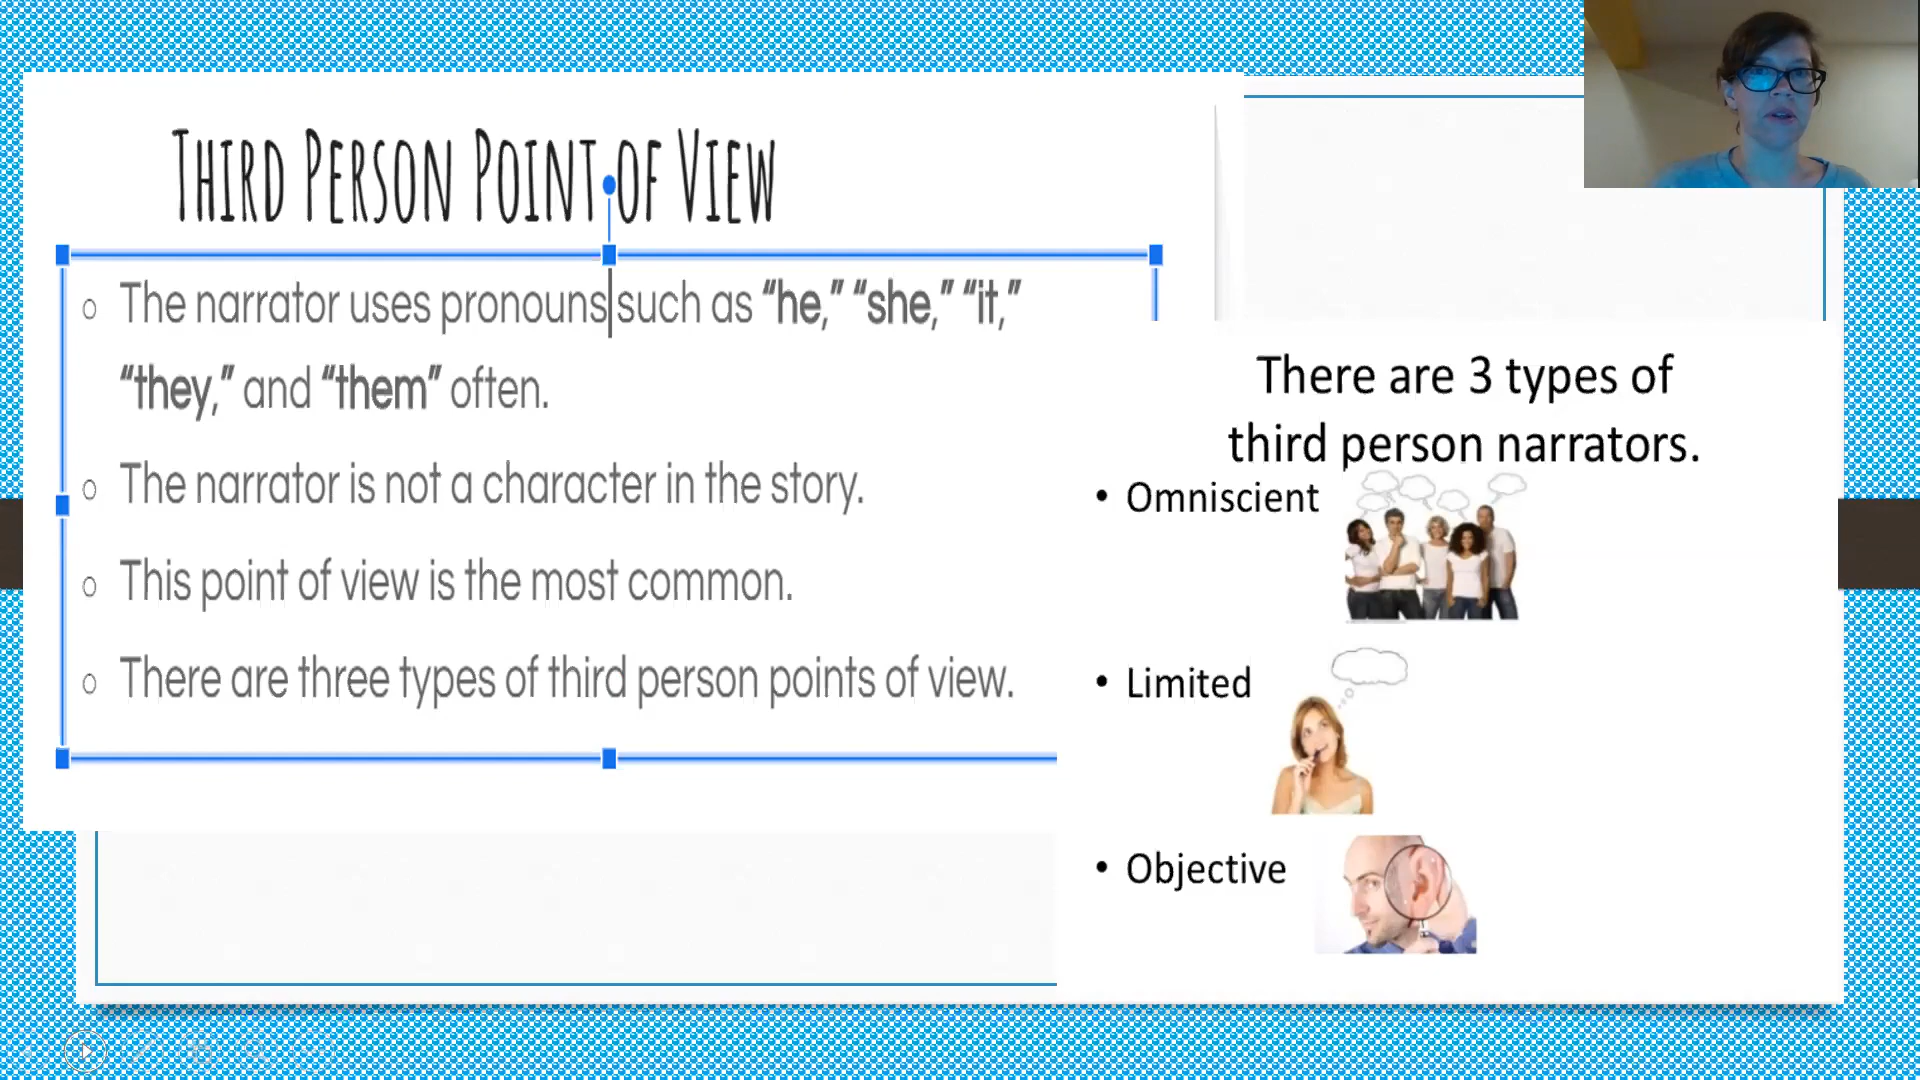 THIRD PERSON POINT OF VIEW
The narrator uses pronouns such as “he,” “she,” “it,”
“they,” and “them” often.
The narrator is not a character in the story.
This point of view is the most common.
There are three types of third person points of view.
There are 3 types of
third person narrators.
• Omniscient
• Limited
• Objective